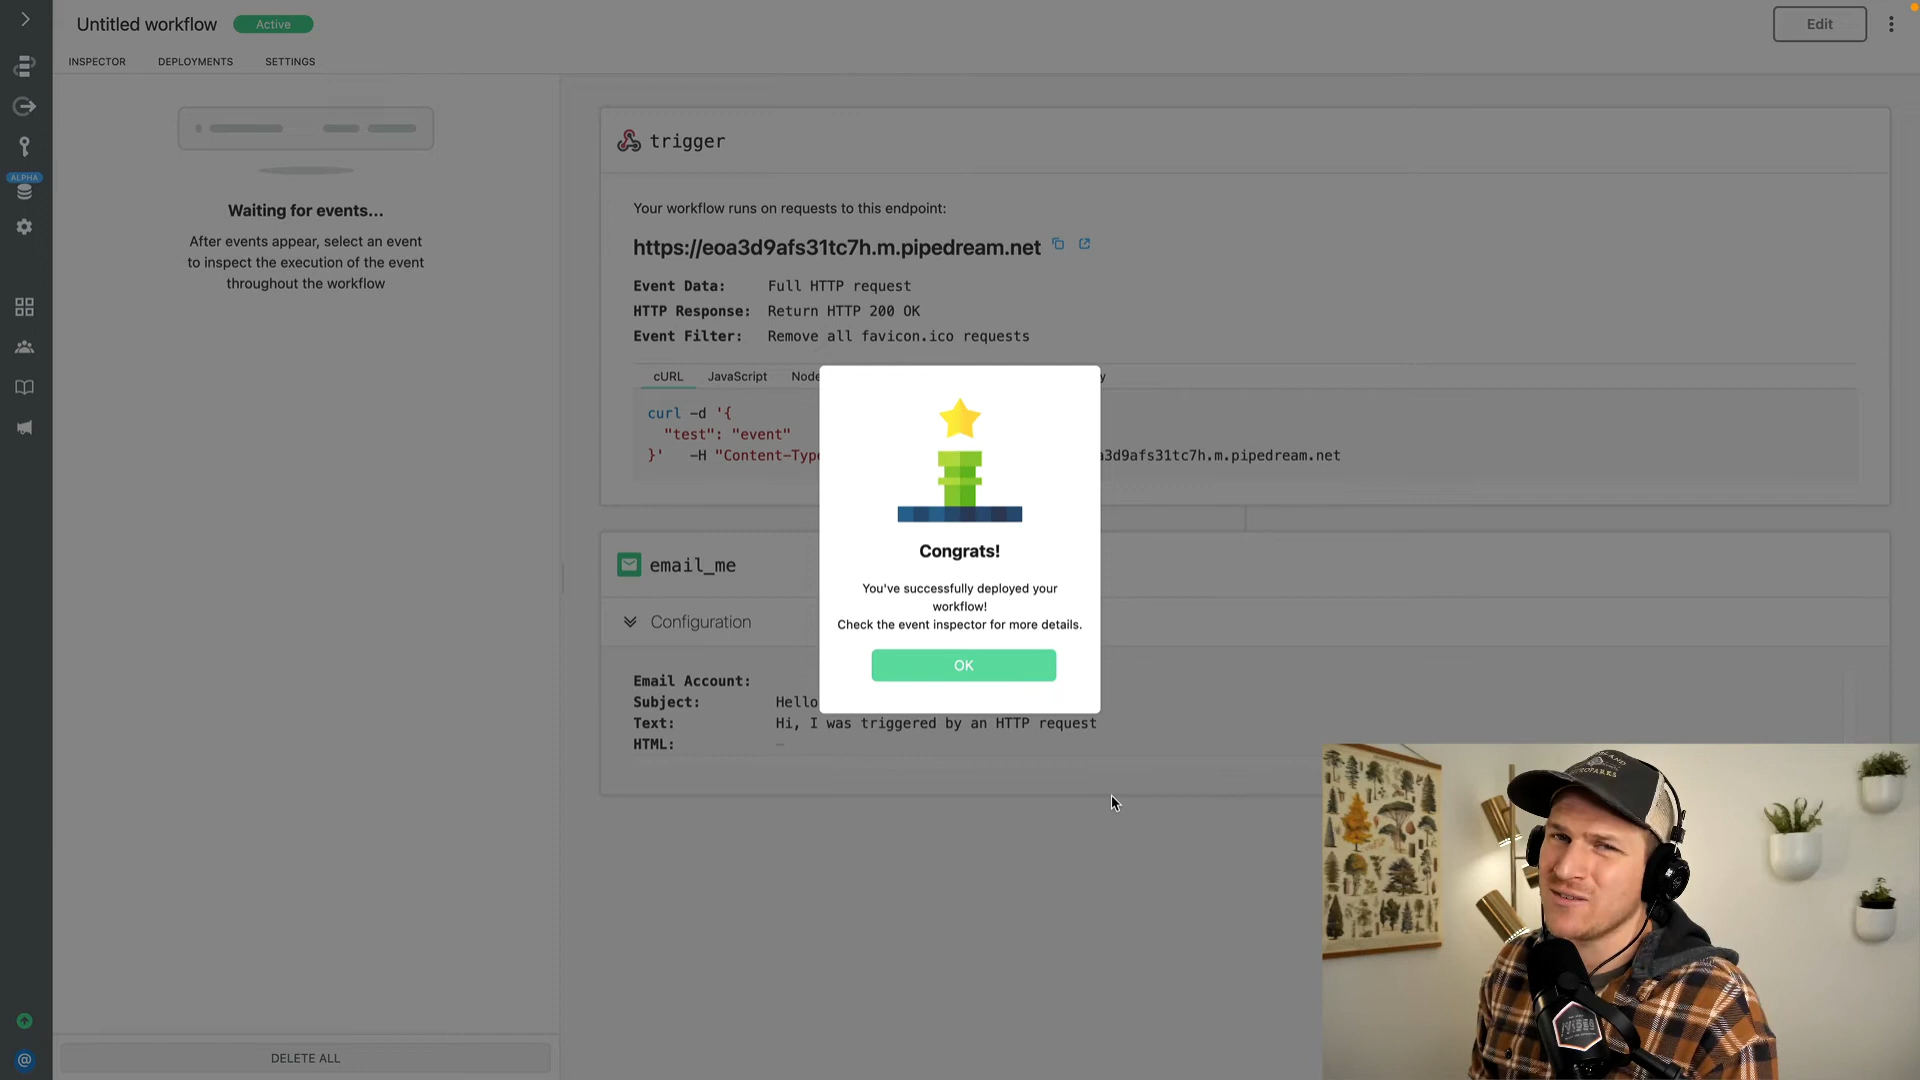 Untitled workflow
Active
Edit
INSPECTOR
DEPLOYMENTS
SETTINGS
ALPHA
Waiting for events...
After events appear, select an event
to inspect the execution of the event
throughout the workflow
DELETE ALL
trigger
Your workflow runs on requests to this endpoint:
https://eoa3d9afs31tc7h.m.pipedream.net
Event Data: Full HTTP request
HTTP Response: Return HTTP 200 OK
Event Filter: Remove all favicon.ico requests
cURL JavaScript Node y
curl -d '{
"test": "event"
}' -H "Content-Type a3d9afs31tc7h.m.pipedream.net
email_me
Configuration
Email Account:
Subject: Hello
Text: Hi, I was triggered by an HTTP request
HTML: –
Congrats!
You've successfully deployed your
workflow!
Check the event inspector for more details.
OK